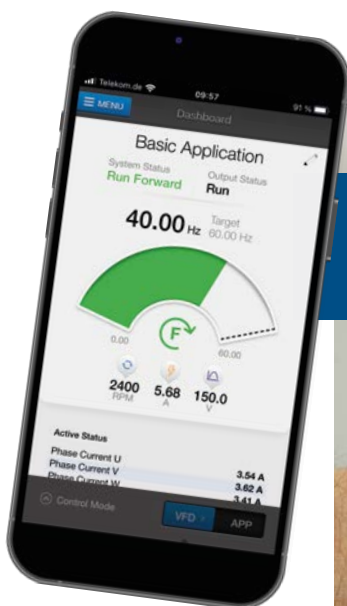 Telekom.de 09:57 91 %
MENU Dashboard
Basic Application
System Status Output Status
Run Forward Run
40.00 Hz Target 60.00 Hz
F
0.00 60.00
2400 5.68 150.0
RPM A V
Active Status
Phase Current U 3.54 A
Phase Current V 3.62 A
Phase Current W 3.41 A
Control Mode VFD APP